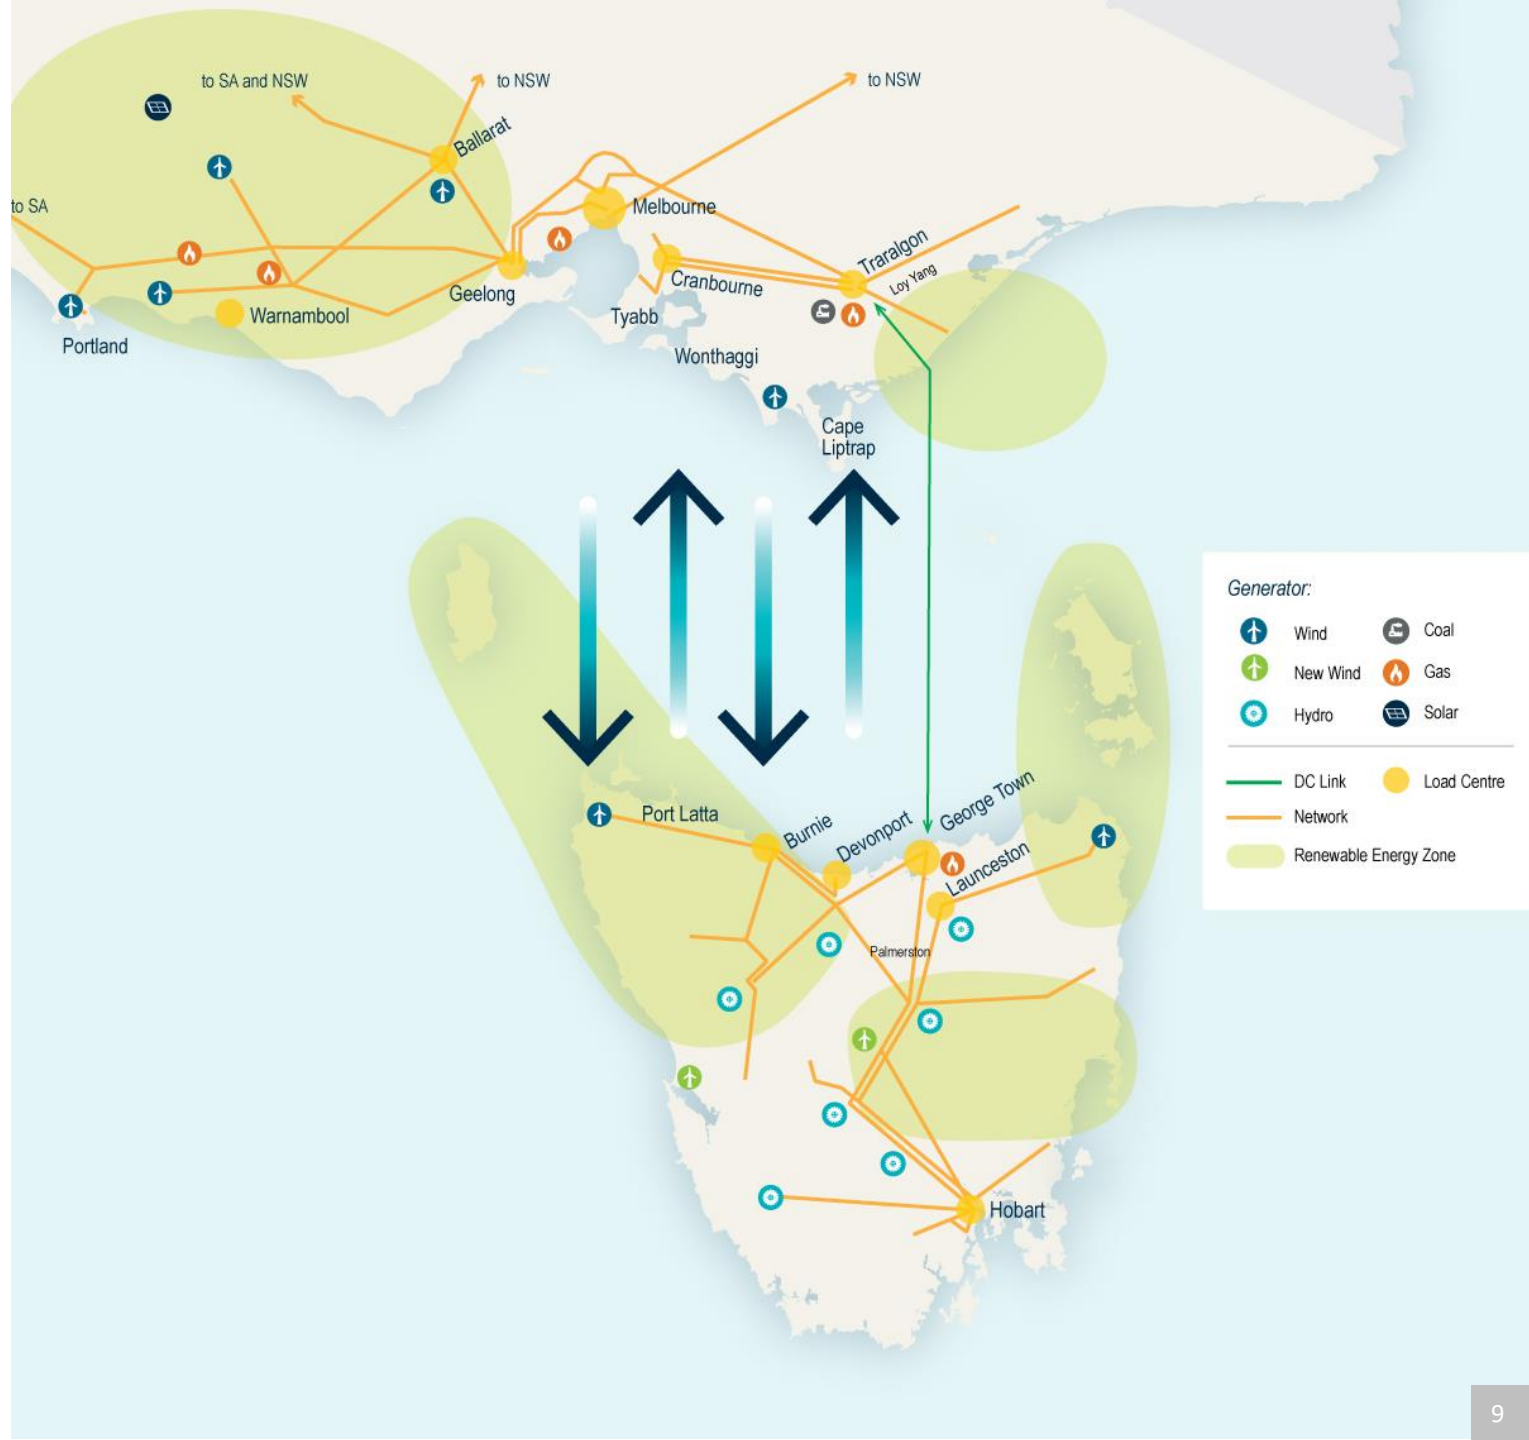 to SA and NSW
to NSW
to NSW
Ballarat
to SA
Melbourne
Traralgon
Loy Yang
Cranbourne
Geelong
Tyabb
Warnambool
Portland
Wonthaggi
Cape
Liptrap
Generator:
Wind
Coal
New Wind
Gas
Hydro
Solar
DC Link
Load Centre
Network
Renewable Energy Zone
Port Latta
Burnie
Devonport
George Town
Launceston
Palmerston
Hobart
9